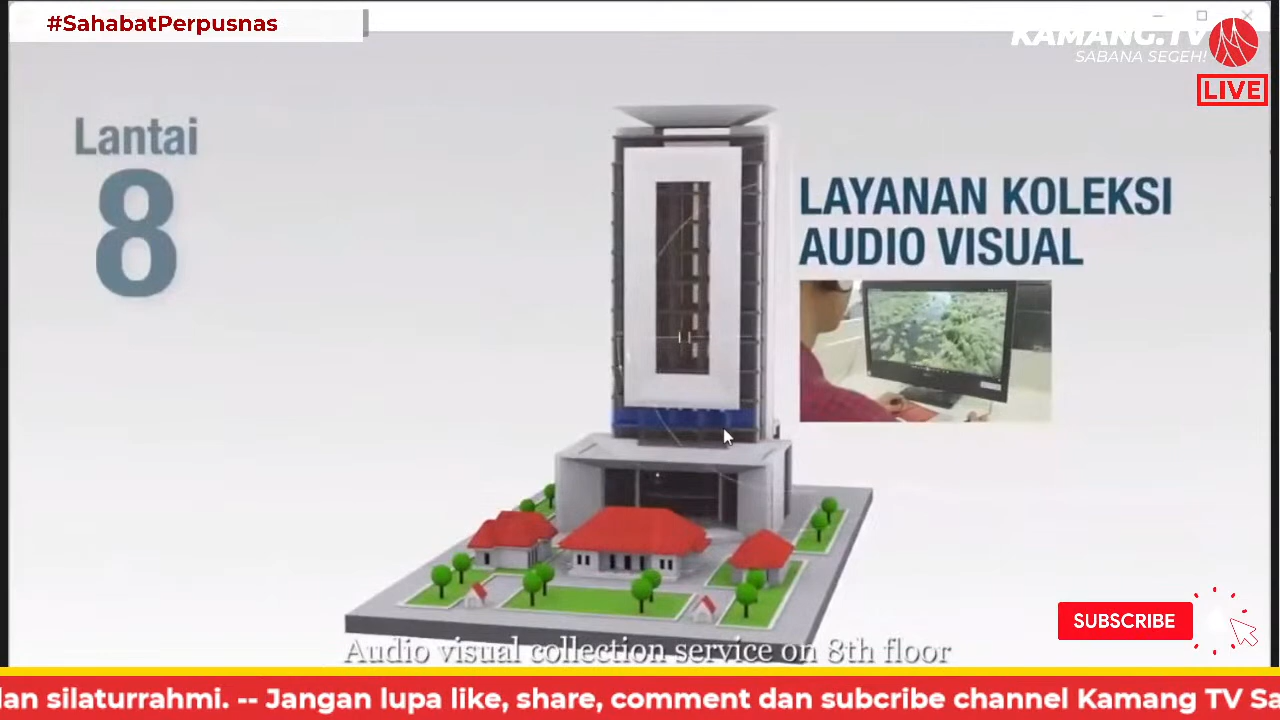 #SahabatPerpusnas
KAMANG.TV
SABANA SEGEH!
LIVE
Lantai
8
LAYANAN KOLEKSI
AUDIO VISUAL
SUBSCRIBE
Audio visual collection service on 8th floor
dan silaturrahmi. -- Jangan lupa like, share, comment dan subcribe channel Kamang TV Sa